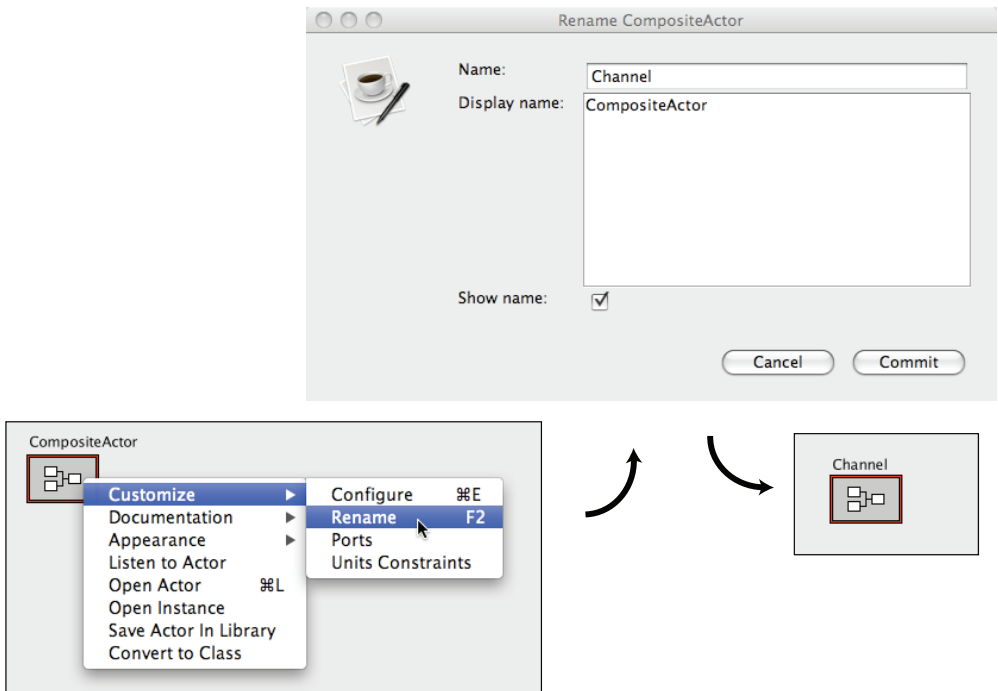 Rename CompositeActor
Name:
Channel
Display name:
CompositeActor
Show name:
Cancel
Commit
CompositeActor
Customize
Documentation
Appearance
Listen to Actor
Open Actor ⌘L
Open Instance
Save Actor In Library
Convert to Class
Configure ⌘E
Rename F2
Ports
Units Constraints
Channel